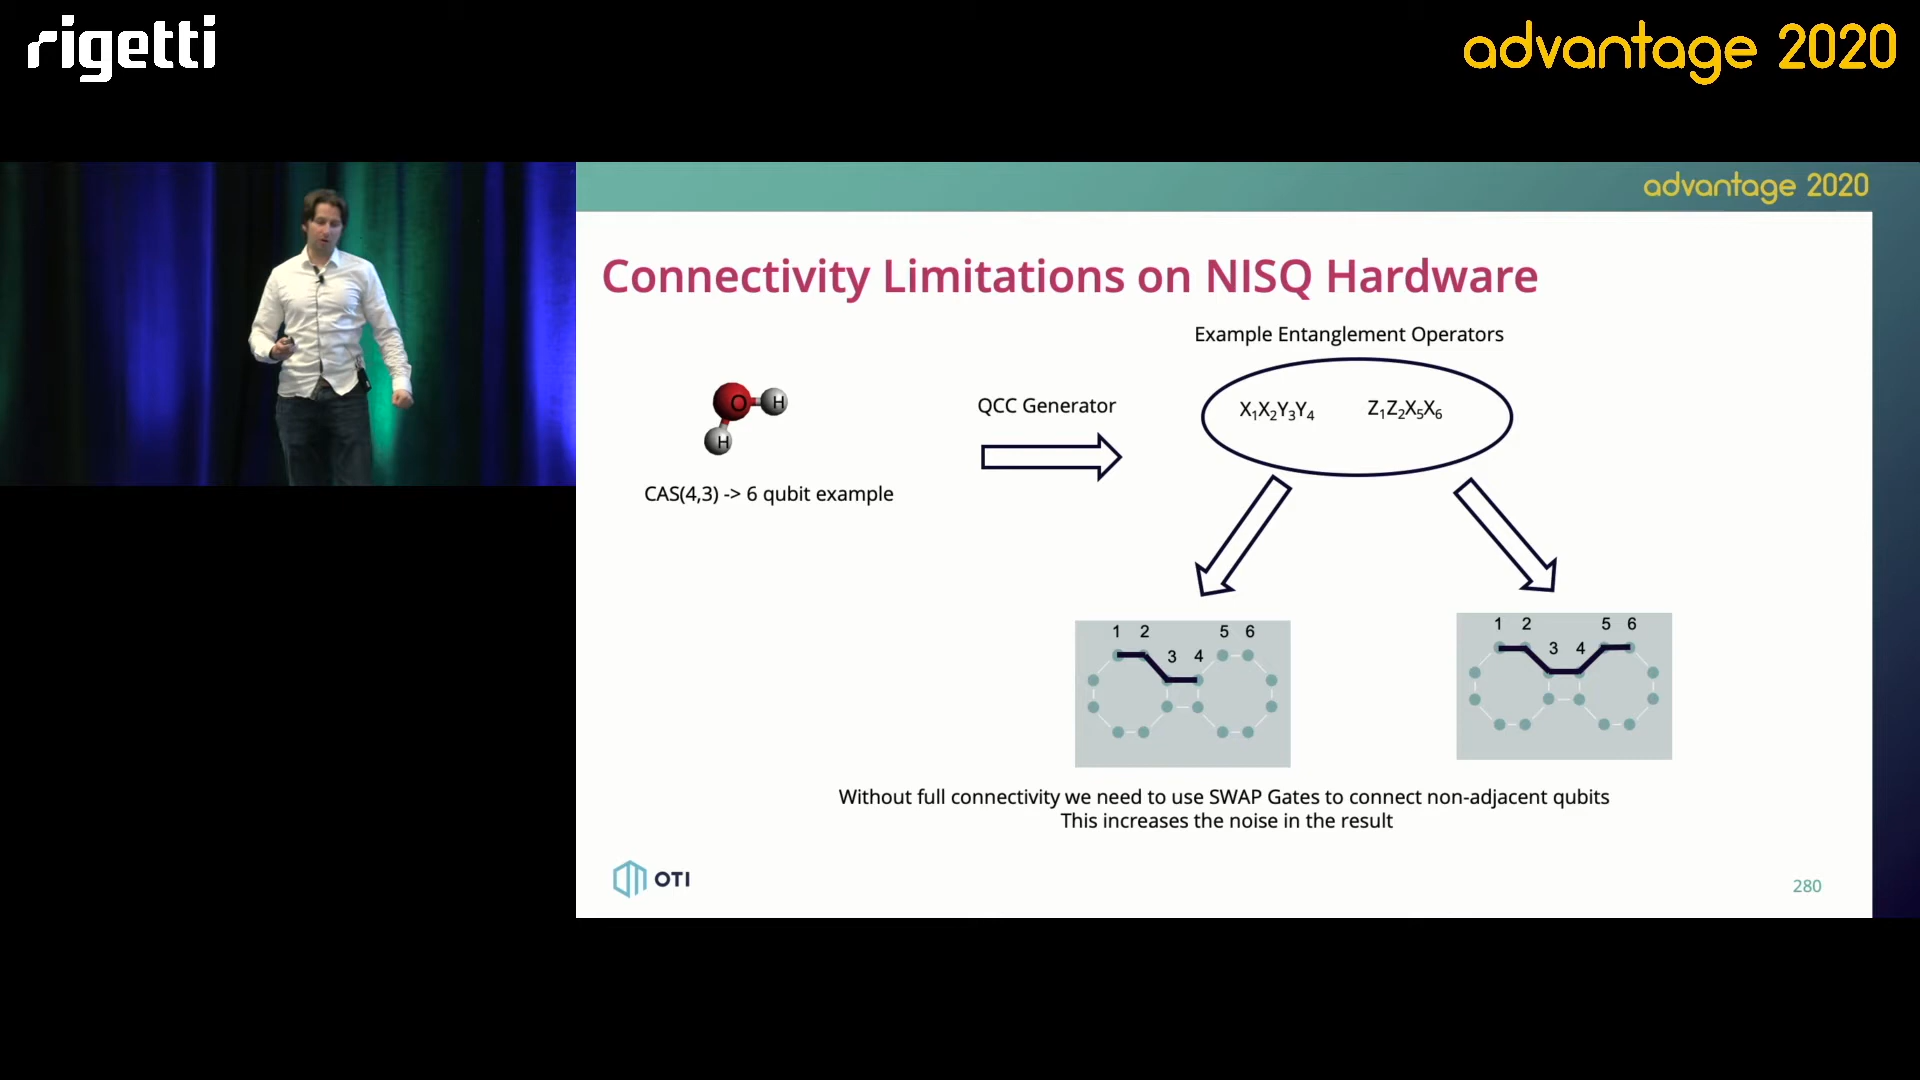 rigetti
advantage 2020
advantage 2020
Connectivity Limitations on NISQ Hardware
Example Entanglement Operators
QCC Generator
X₁X₂Y₃Y₄ Z₁Z₂X₅X₆
O H
H
CAS(4,3) -> 6 qubit example
1 2 3 4 5 6
1 2 3 4 5 6
Without full connectivity we need to use SWAP Gates to connect non-adjacent qubits
This increases the noise in the result
OTI
280